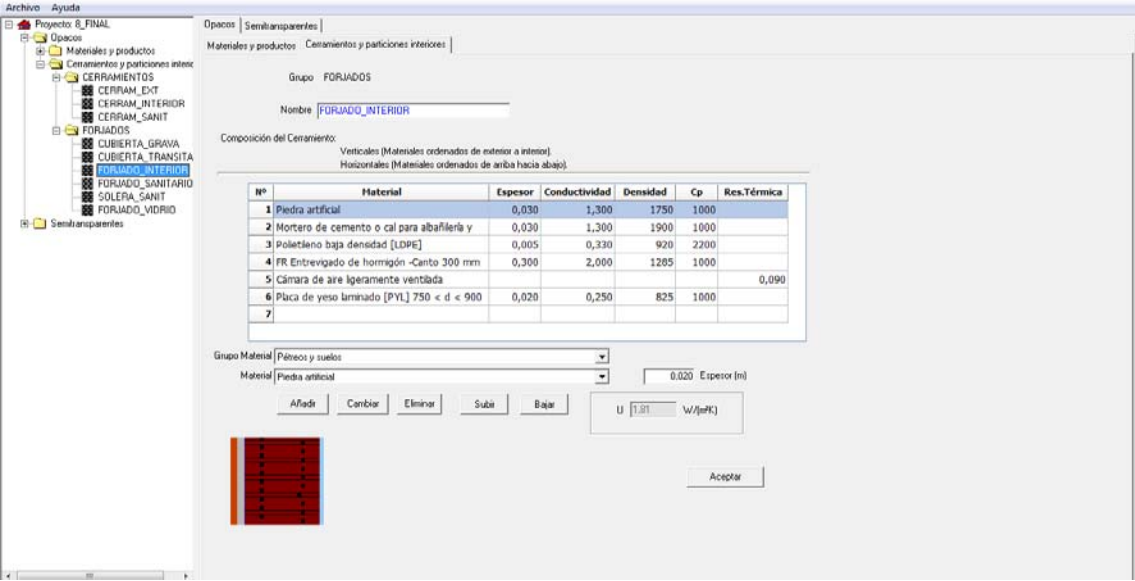 Archivo Ayuda
Proyecto: 8_FINAL
Opacos
Materiales y productos
Cerramientos y particiones interio
CERRAMIENTOS
CERRAM_EXT
CERRAM_INTERIOR
CERRAM_SANIT
FORJADOS
CUBIERTA_GRAVA
CUBIERTA_TRANSITA
FORJADO_INTERIOR
FORJADO_SANITARIO
SOLERA_SANIT
FORJADO_VIDRIO
Semitransparentes
Opacos Semitransparentes
Materiales y productos Cerramientos y particiones interiores
Grupo FORJADOS
Nombre FORJADO_INTERIOR
Composición del Cerramiento:
Verticales (Materiales ordenados de exterior a interior).
Horizontales (Materiales ordenados de arriba hacia abajo).
Nº Material Espesor Conductividad Densidad Cp Res.Térmica
1 Piedra artificial 0,030 1,300 1750 1000
2 Mortero de cemento o cal para albañilería y 0,030 1,300 1900 1000
3 Polietileno baja densidad [LDPE] 0,005 0,330 920 2200
4 FR Entrevigado de hormigón -Canto 300 mm 0,300 2,000 1285 1000
5 Cámara de aire ligeramente ventilada 0,090
6 Placa de yeso laminado [PYL] 750 < d < 900 0,020 0,250 825 1000
7
Grupo Material Pétreos y suelos
Material Piedra artificial 0.020 Espesor (m)
Añadir Cambiar Eliminar Subir Bajar
U 1.81 W/(m²K)
Aceptar